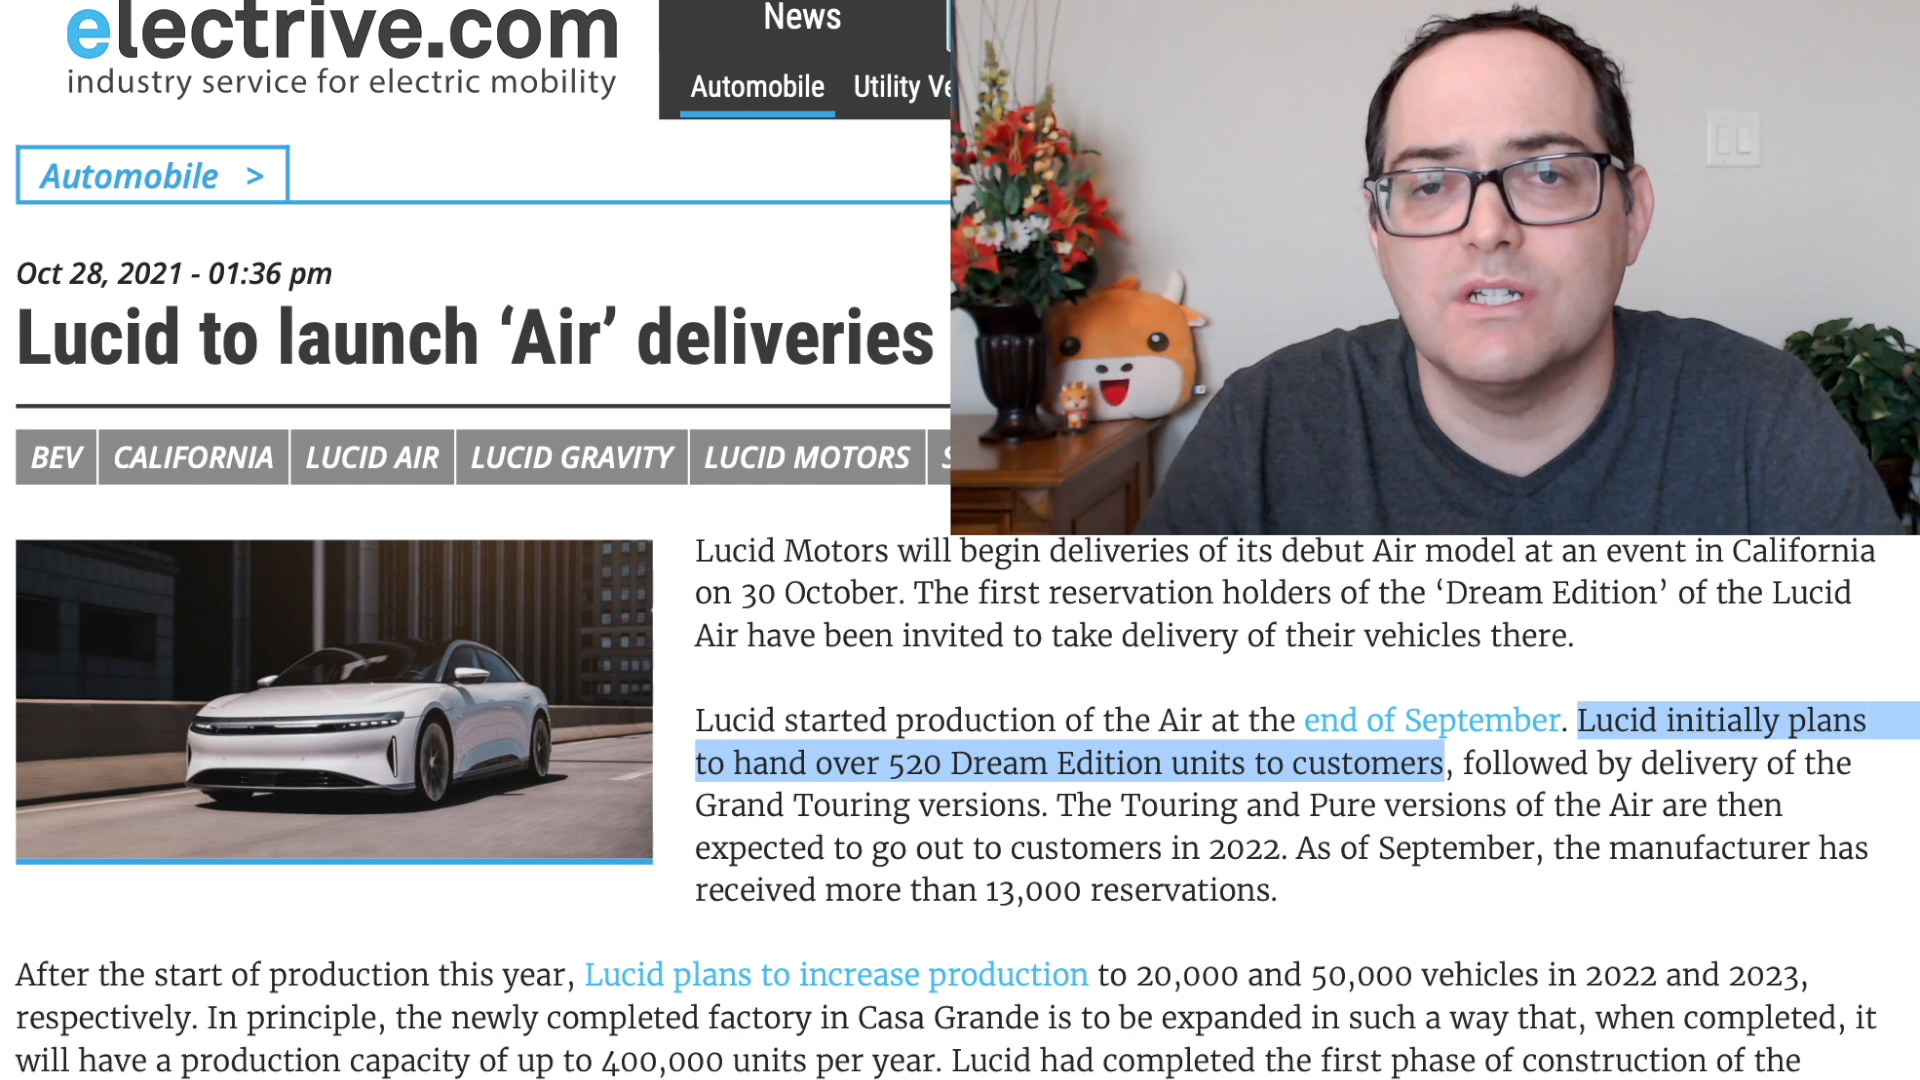 electrive.com
industry service for electric mobility
News
Automobile Utility Ve
Automobile >
Oct 28, 2021 - 01:36 pm
Lucid to launch ‘Air’ deliveries
BEV CALIFORNIA LUCID AIR LUCID GRAVITY LUCID MOTORS S
Lucid Motors will begin deliveries of its debut Air model at an event in California
on 30 October. The first reservation holders of the ‘Dream Edition’ of the Lucid
Air have been invited to take delivery of their vehicles there.
Lucid started production of the Air at the end of September. Lucid initially plans
to hand over 520 Dream Edition units to customers, followed by delivery of the
Grand Touring versions. The Touring and Pure versions of the Air are then
expected to go out to customers in 2022. As of September, the manufacturer has
received more than 13,000 reservations.
After the start of production this year, Lucid plans to increase production to 20,000 and 50,000 vehicles in 2022 and 2023,
respectively. In principle, the newly completed factory in Casa Grande is to be expanded in such a way that, when completed, it
will have a production capacity of up to 400,000 units per year. Lucid had completed the first phase of construction of the